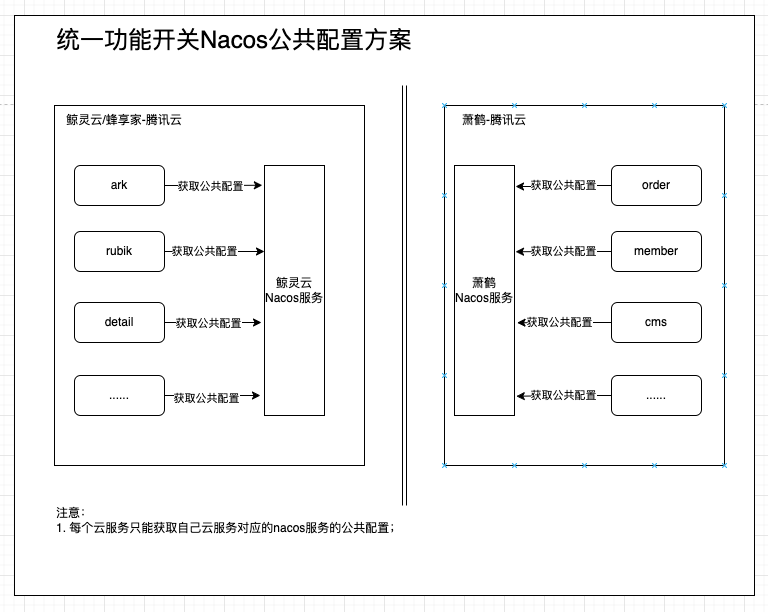 统一功能开关Nacos公共配置方案
鲸灵云/蜂享家-腾讯云
ark
获取公共配置
rubik
获取公共配置
detail
获取公共配置
......
获取公共配置
鲸灵云
Nacos服务
萧鹤-腾讯云
萧鹤
Nacos服务
获取公共配置
order
获取公共配置
member
获取公共配置
cms
获取公共配置
......
注意：
1. 每个云服务只能获取自己云服务对应的nacos服务的公共配置；